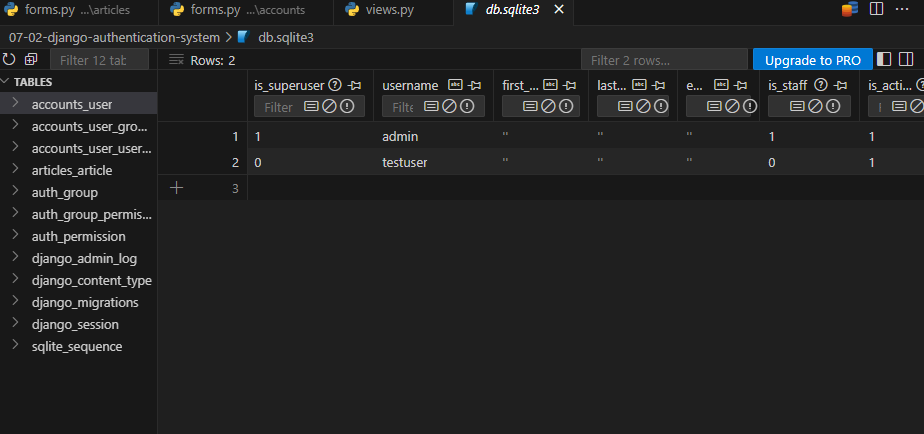 forms.py ...\articles forms.py ...\accounts views.py db.sqlite3
07-02-django-authentication-system > db.sqlite3
Filter 12 tab Rows: 2 Filter 2 rows... Upgrade to PRO
TABLES
is_superuser username first_... last... e... is_staff is_acti...
Filter Filte
accounts_user
accounts_user_gro...
accounts_user_user...
articles_article
auth_group
auth_group_permis...
auth_permission
django_admin_log
django_content_type
django_migrations
django_session
sqlite_sequence
1 1 admin '' '' '' 1 1
2 0 testuser '' '' '' 0 1
3